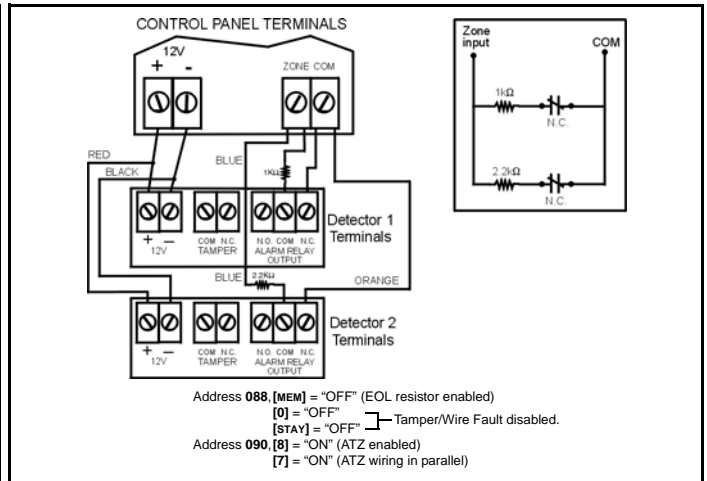 CONTROL PANEL TERMINALS
12V
+ -
ZONE COM
RED
BLACK
BLUE
1KΩ
Detector 1
Terminals
+ −
12V
COM N.C.
TAMPER
N.O. COM N.C.
ALARM RELAY
OUTPUT
BLUE
2.2KΩ
ORANGE
Detector 2
Terminals
+ −
12V
COM N.C.
TAMPER
N.O. COM N.C.
ALARM RELAY
OUTPUT
Zone
input
COM
1kΩ
N.C.
2.2kΩ
N.C.
Address 088, [MEM] = “OFF” (EOL resistor enabled)
[0] = “OFF”
[STAY] = “OFF”
Tamper/Wire Fault disabled.
Address 090, [8] = “ON” (ATZ enabled)
[7] = “ON” (ATZ wiring in parallel)